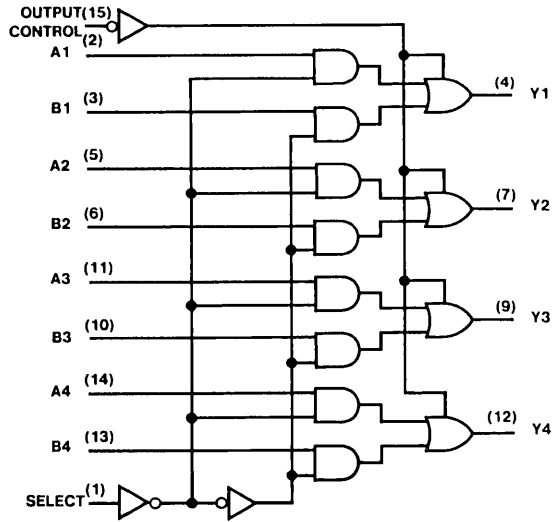 OUTPUT (15)
CONTROL
A1 (2)
(4) Y1
B1 (3)
A2 (5)
(7) Y2
B2 (6)
A3 (11)
(9) Y3
B3 (10)
A4 (14)
(12) Y4
B4 (13)
SELECT (1)